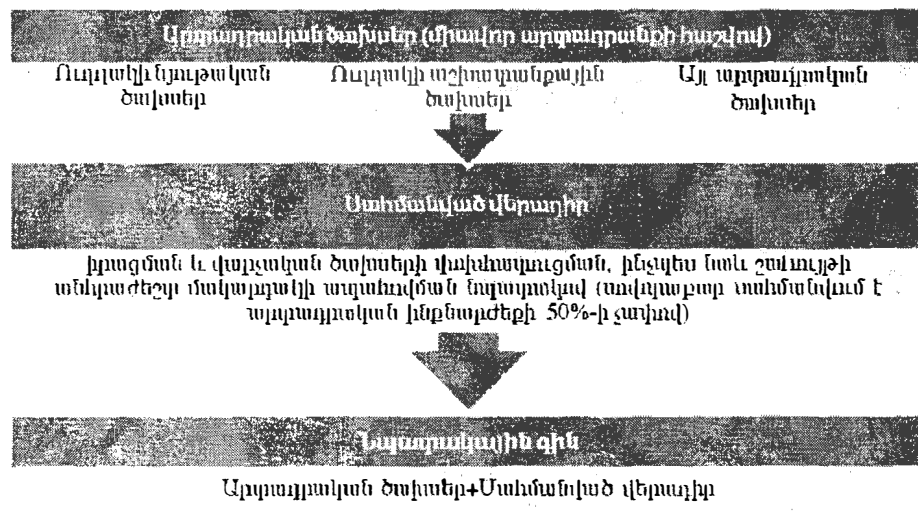 Արտադրական ծախսեր (միավոր արտադրանքի հաշվով)
Ուղղակի նյութական ծախսեր
Ուղղակի աշխատանքային ծախսեր
Այլ արտադրական ծախսեր
Սահմանված վերադիր
իրացման և վարչական ծախսերի փոխհատուցման, ինչպես նաև շահույթի
անհրաժեշտ մակարդակի ապահովման նպատակով (սովորաբար սահմանվում է
արտադրական ինքնարժեքի 50%-ի չափով)
Նպատակային գին
Արտադրական ծախսեր+Սահմանված վերադիր